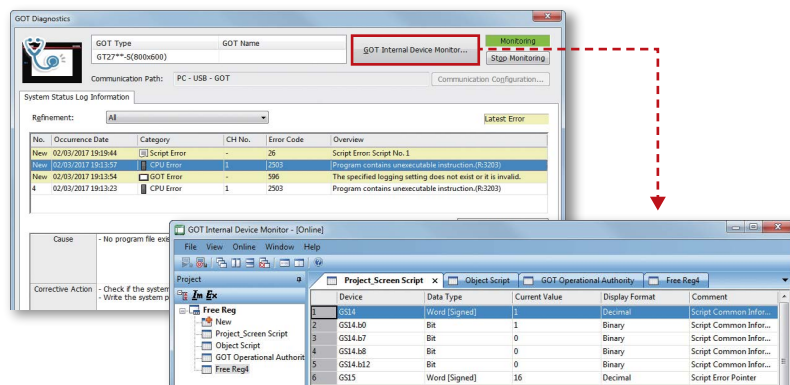 GOT Diagnostics
GOT Type
GOT Name
GT27**-S(800x600)
GOT Internal Device Monitor...
Monitoring
Stop Monitoring
Communication Path: PC - USB - GOT
Communication Configuration...
System Status Log Information
Refinement: All
Latest Error
No. Occurrence Date Category CH No. Error Code Overview
New 02/03/2017 19:19:44 Script Error - 26 Script Error: Script No. 1
New 02/03/2017 19:13:57 CPU Error 1 2503 Program contains unexecutable instruction.(R:3203)
New 02/03/2017 19:13:54 GOT Error - 596 The specified logging setting does not exist or it is invalid.
4 02/03/2017 19:13:23 CPU Error 1 2503 Program contains unexecutable instruction.(R:3203)
Cause - No program file
Corrective Action - Check if the system
- Write the system
GOT Internal Device Monitor - [Online]
File View Online Window Help
Project
Im Ex
Free Reg
New
Project_Screen Script
Object Script
GOT Operational Authorit
Free Reg4
Project_Screen Script x Object Script GOT Operational Authority Free Reg4
Device Data Type Current Value Display Format Comment
1 GS14 Word [Signed] 1 Decimal Script Common Infor...
2 GS14.b0 Bit 1 Binary Script Common Infor...
3 GS14.b7 Bit 0 Binary Script Common Infor...
4 GS14.b8 Bit 0 Binary Script Common Infor...
5 GS14.b12 Bit 0 Binary Script Common Infor...
6 GS15 Word [Signed] 16 Decimal Script Error Pointer